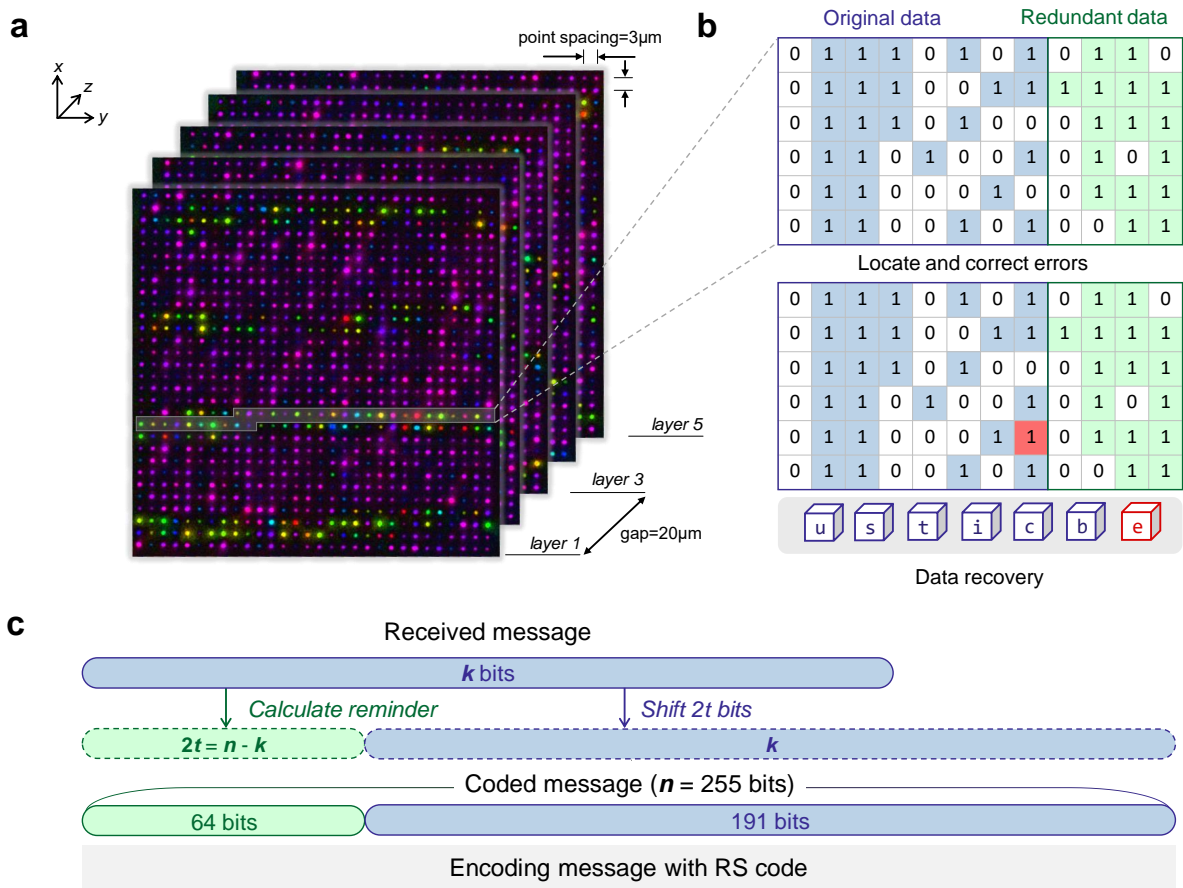 a
point spacing=3μm
x
z
y
layer 5
layer 3
gap=20μm
layer 1
b
Original data Redundant data
0 1 1 1 0 1 0 1 0 1 1 0
0 1 1 1 0 0 1 1 1 1 1 1
0 1 1 1 0 1 0 0 0 1 1 1
0 1 1 0 1 0 0 1 0 1 0 1
0 1 1 0 0 0 1 0 0 1 1 1
0 1 1 0 0 1 0 1 0 0 1 1
Locate and correct errors
0 1 1 1 0 1 0 1 0 1 1 0
0 1 1 1 0 0 1 1 1 1 1 1
0 1 1 1 0 1 0 0 0 1 1 1
0 1 1 0 1 0 0 1 0 1 0 1
0 1 1 0 0 0 1 1 0 1 1 1
0 1 1 0 0 1 0 1 0 0 1 1
u s t i c b e
Data recovery
c
Received message
k bits
Calculate reminder Shift 2t bits
2t = n - k k
Coded message (n = 255 bits)
64 bits 191 bits
Encoding message with RS code